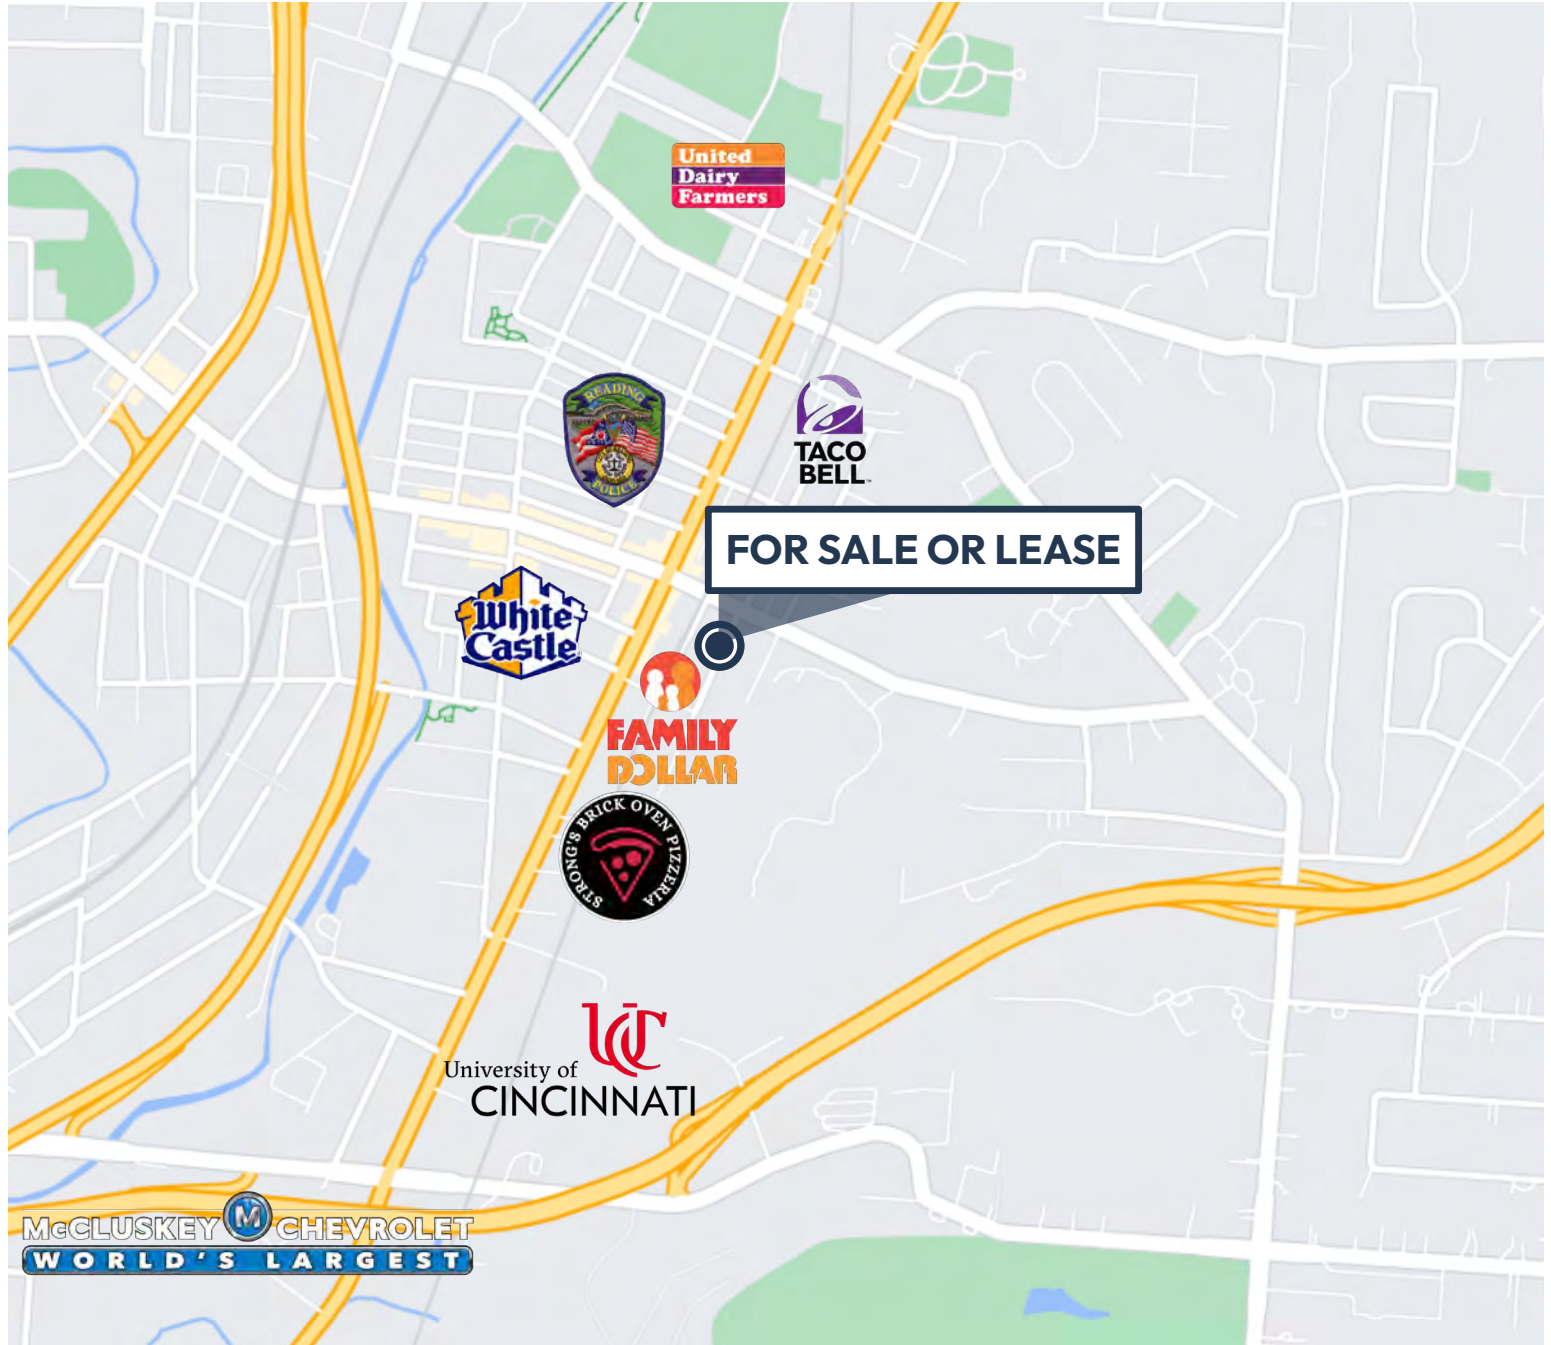 United
Dairy
Farmers
READING
POLICE
TACO
BELL
FOR SALE OR LEASE
White
Castle
FAMILY
DOLLAR
STRONG'S BRICK OVEN PIZZERIA
UC
University of
CINCINNATI
McCLUSKEY M CHEVROLET
WORLD'S LARGEST